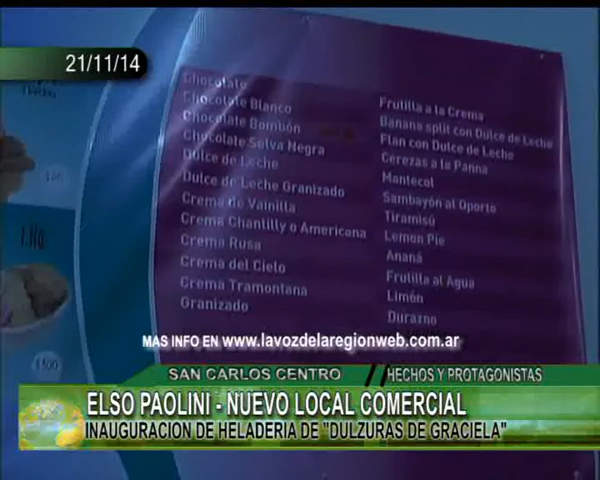 21/11/14
Chocolate
Chocolate Blanco
Chocolate Bombón
Chocolate Selva Negra
Dulce de Leche
Dulce de Leche Granizado
Crema de Vainilla
Crema Chantilly o Americana
Crema Rusa
Crema del Cielo
Crema Tramontana
Granizado
Frutilla a la Crema
Banana split con Dulce de Leche
Flan con Dulce de Leche
Cerezas a la Panna
Mantecol
Sambayón al Oporto
Tiramisú
Lemon Pie
Ananá
Frutilla al Agua
Limón
Durazno
1 Kg.
MAS INFO EN www.lavozdelaregionweb.com.ar
SAN CARLOS CENTRO // HECHOS Y PROTAGONISTAS
ELSO PAOLINI - NUEVO LOCAL COMERCIAL
INAUGURACION DE HELADERIA DE "DULZURAS DE GRACIELA"